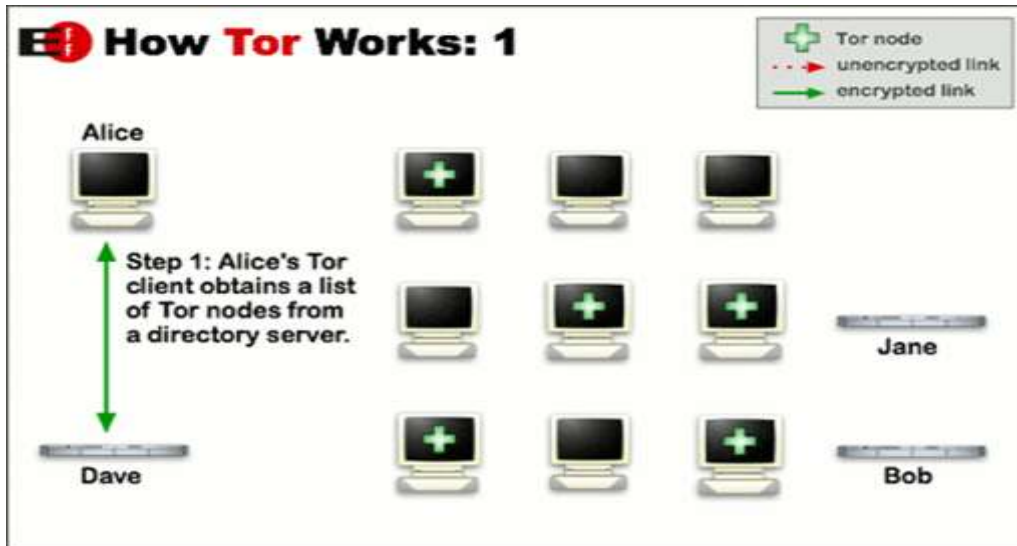 EFF How Tor Works: 1
Tor node
unencrypted link
encrypted link
Alice
Step 1: Alice's Tor
client obtains a list
of Tor nodes from
a directory server.
Jane
Dave
Bob